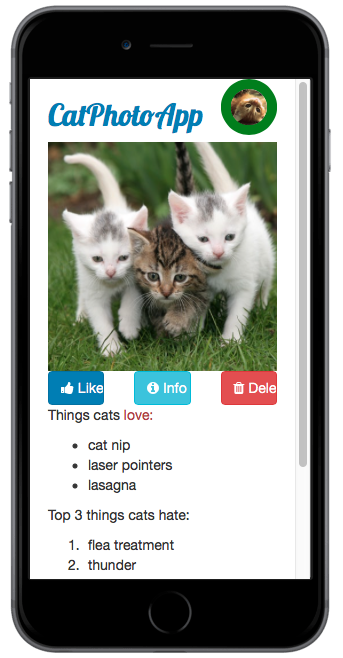 CatPhotoApp
Like Info Dele
Things cats love:
cat nip
laser pointers
lasagna
Top 3 things cats hate:
1. flea treatment
2. thunder